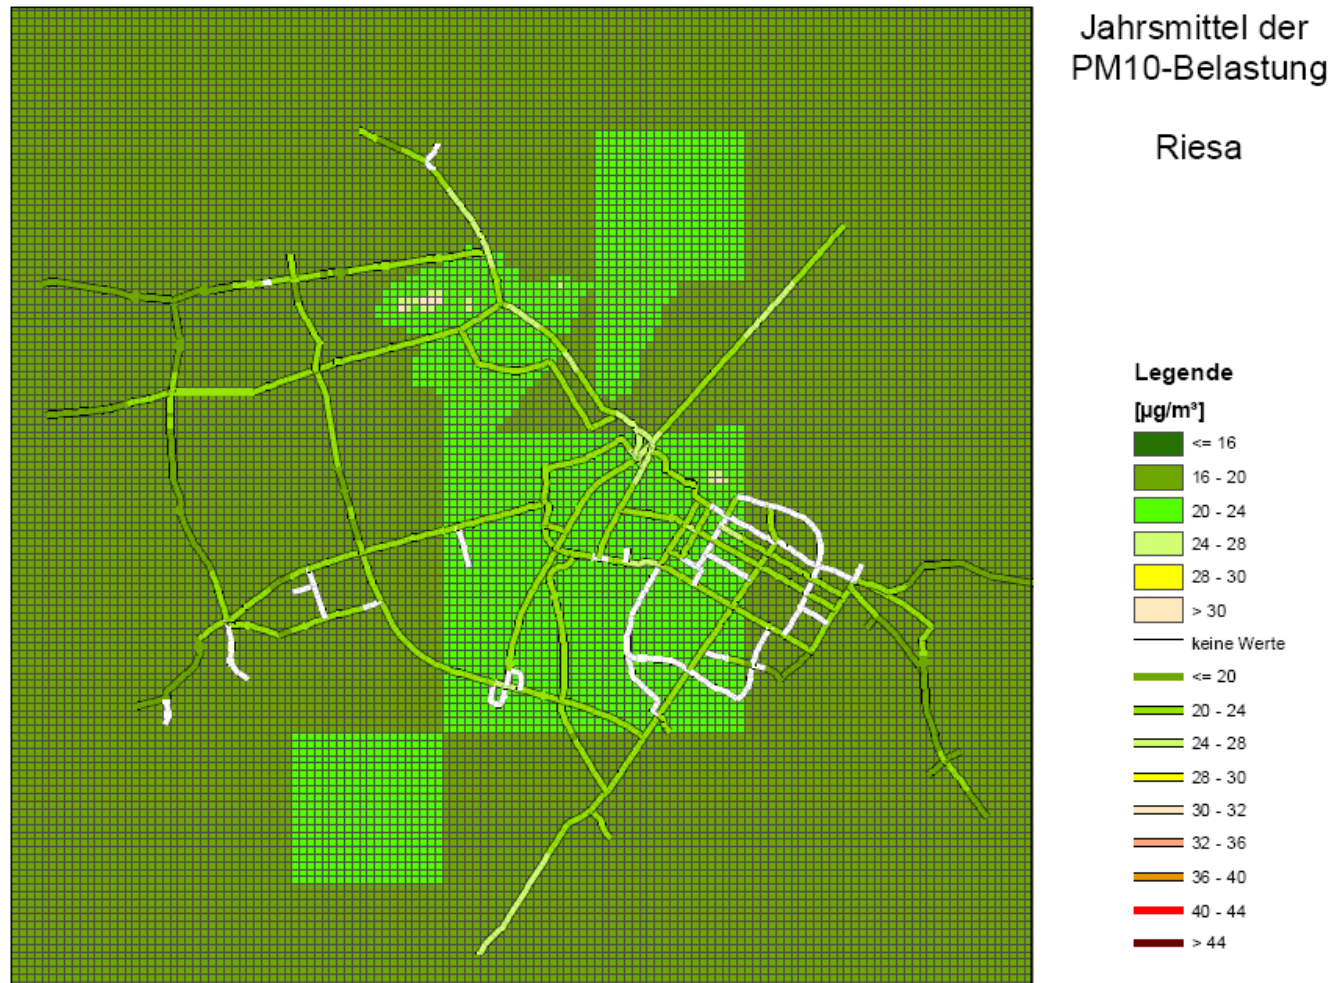 Jahrsmittel der
PM10-Belastung
Riesa
Legende
[µg/m³]
<= 16
16 - 20
20 - 24
24 - 28
28 - 30
> 30
keine Werte
<= 20
20 - 24
24 - 28
28 - 30
30 - 32
32 - 36
36 - 40
40 - 44
> 44